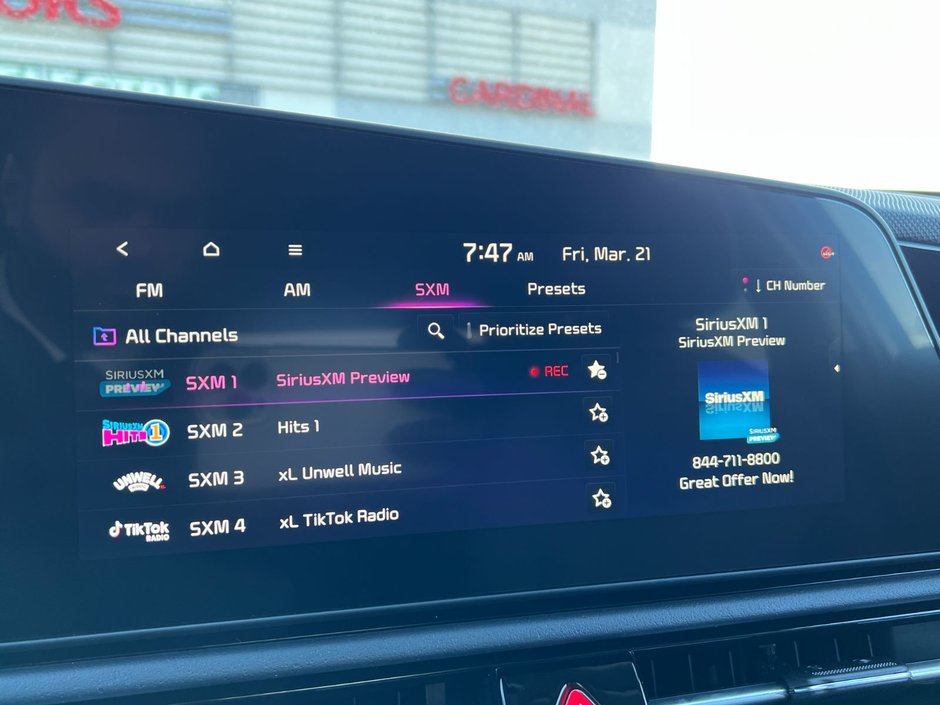 CARDINAL
7:47 AM Fri, Mar. 21
FM AM SXM Presets ↓ CH Number
All Channels Prioritize Presets
SIRIUSXM PREVIEW SXM 1 SiriusXM Preview REC
SIRIUSXM HITS 1 SXM 2 Hits 1
UNWELL MUSIC SXM 3 xL Unwell Music
TikTok RADIO SXM 4 xL TikTok Radio
SiriusXM 1
SiriusXM Preview
SiriusXM
SIRIUSXM
PREVIEW
844-711-8800
Great Offer Now!